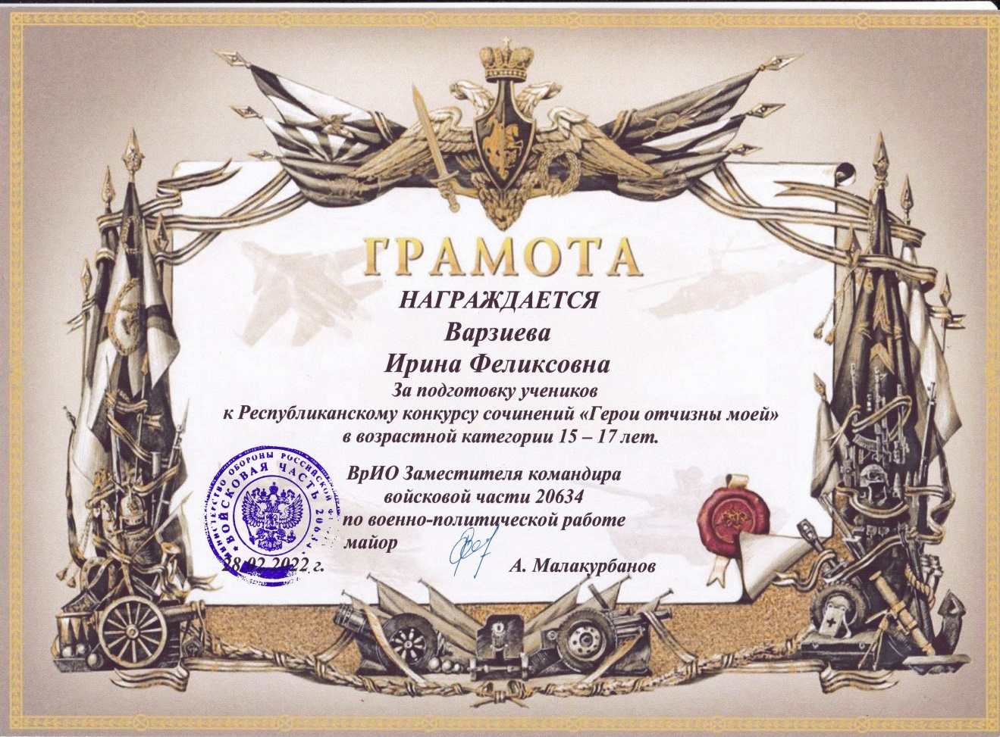 ГРАМОТА
НАГРАЖДАЕТСЯ
Варзиева
Ирина Феликсовна
За подготовку учеников
к Республиканскому конкурсу сочинений «Герои отчизны моей»
в возрастной категории 15 – 17 лет.
ВрИО Заместителя командира
войсковой части 20634
по военно-политической работе
майор
А. Малакурбанов
28.02.2022 г.
МИНИСТЕРСТВО ОБОРОНЫ РОССИЙСКОЙ
ВОЙСКОВАЯ ЧАСТЬ 20634